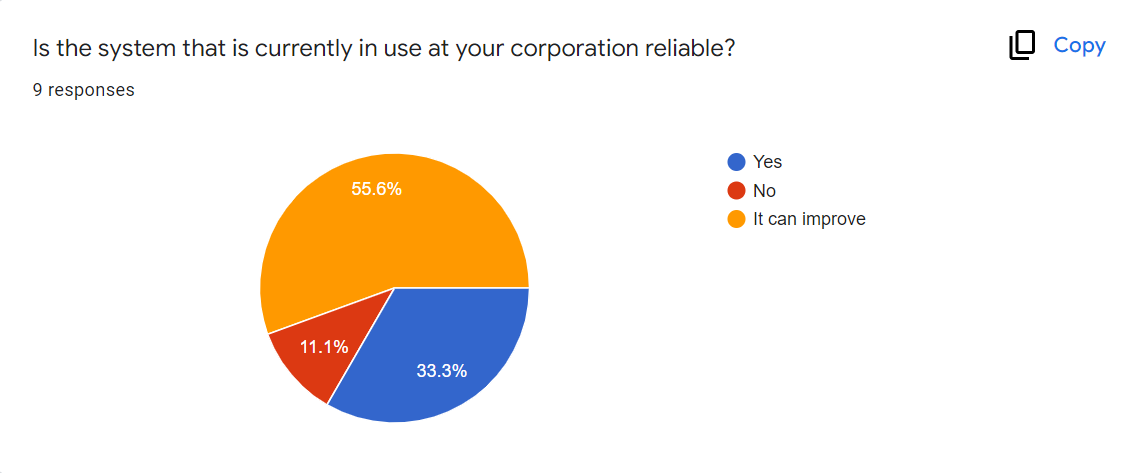 Is the system that is currently in use at your corporation reliable?
Copy
9 responses
55.6%
11.1%
33.3%
Yes
No
It can improve